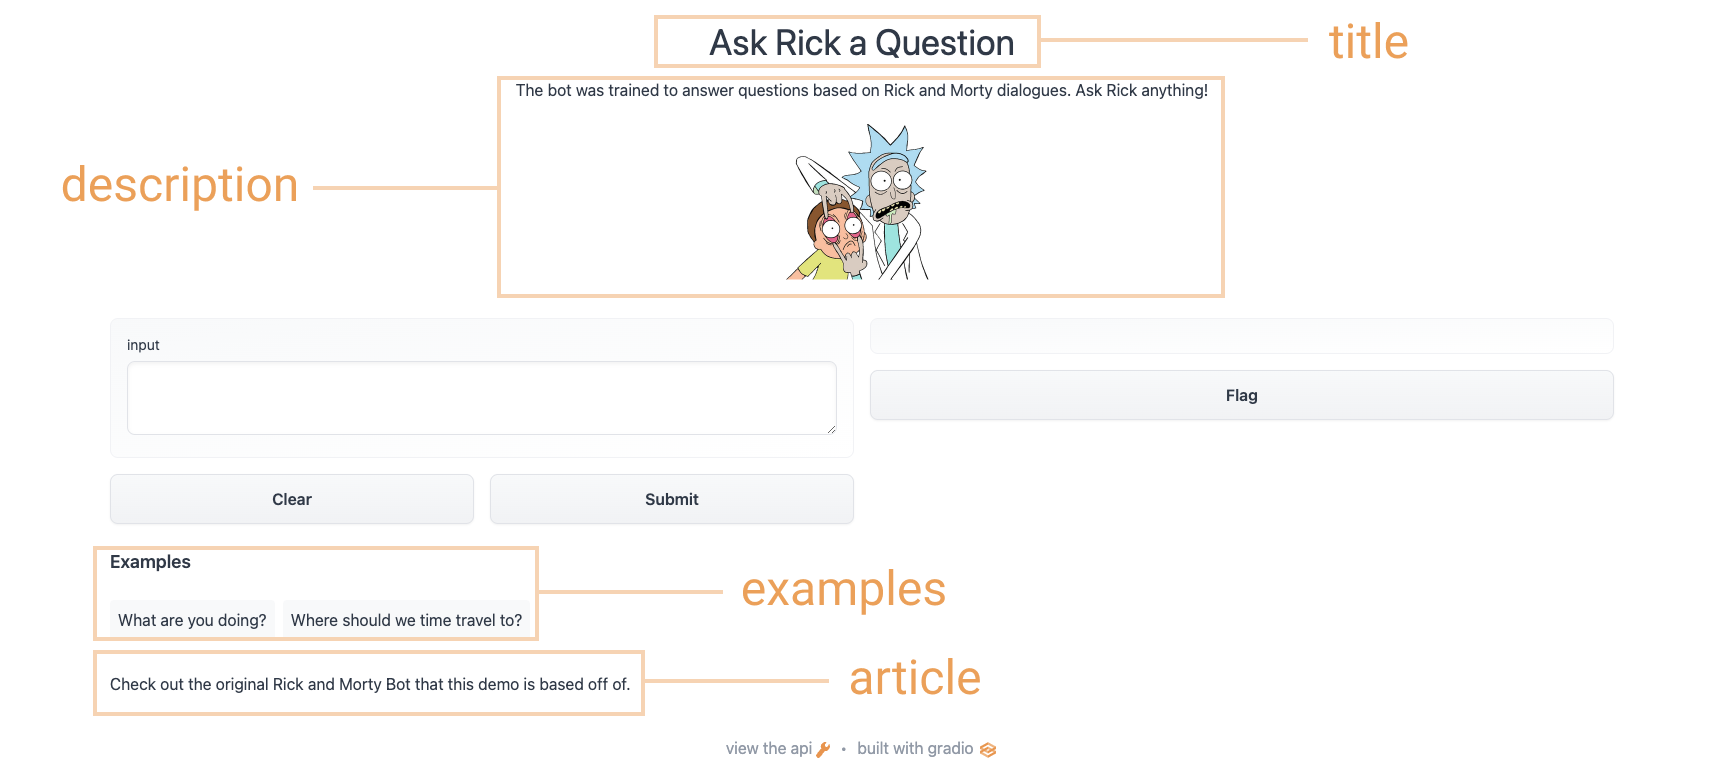 Ask Rick a Question
title
The bot was trained to answer questions based on Rick and Morty dialogues. Ask Rick anything!
description
input
Flag
Clear
Submit
Examples
examples
What are you doing?
Where should we time travel to?
Check out the original Rick and Morty Bot that this demo is based off of.
article
view the api • built with gradio